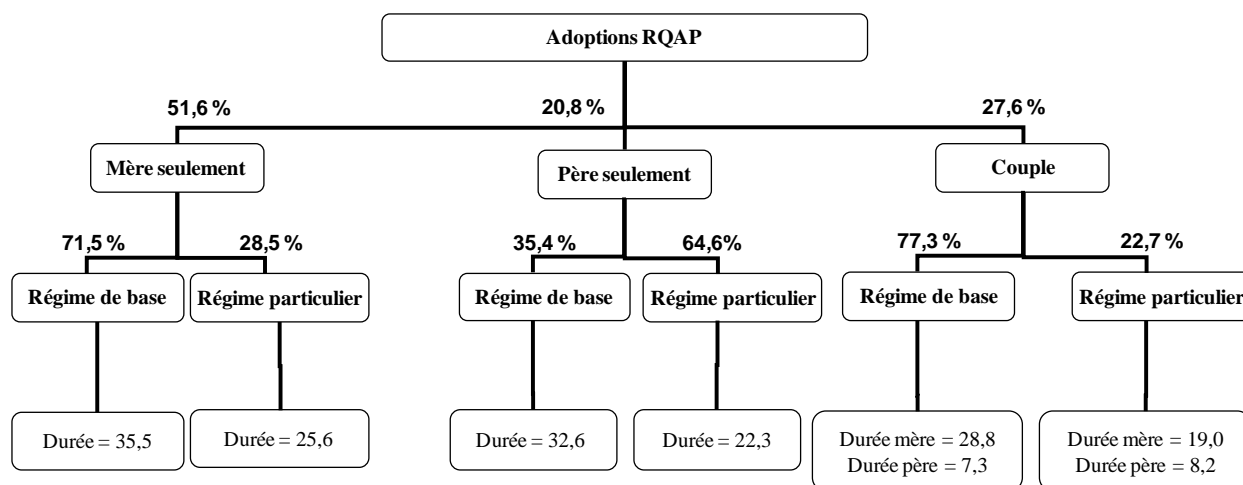 Adoptions RQAP
51,6 %
20,8 %
27,6 %
Mère seulement
Père seulement
Couple
71,5 %
28,5 %
35,4 %
64,6%
77,3 %
22,7 %
Régime de base
Régime particulier
Régime de base
Régime particulier
Régime de base
Régime particulier
Durée = 35,5
Durée = 25,6
Durée = 32,6
Durée = 22,3
Durée mère = 28,8
Durée père = 7,3
Durée mère = 19,0
Durée père = 8,2